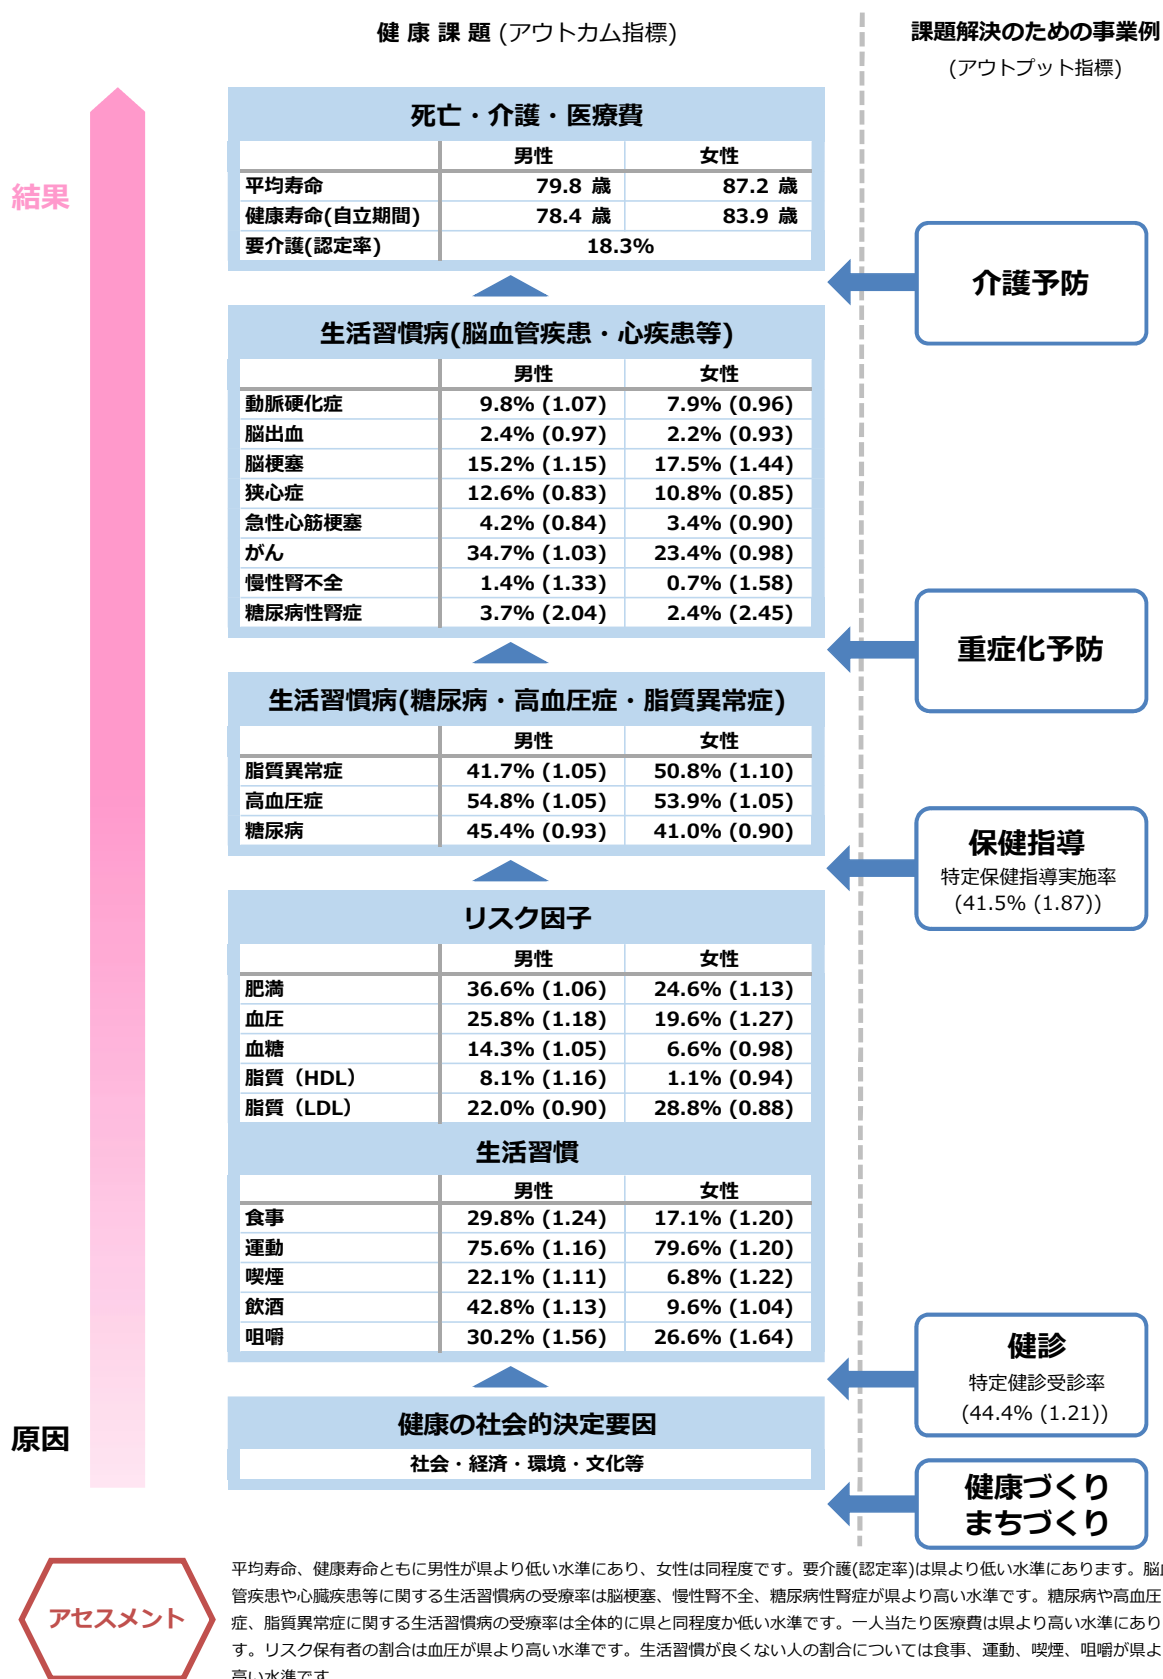 健 康 課 題 (アウトカム指標)
課題解決のための事業例
(アウトプット指標)
結果
死亡・介護・医療費
男性 女性
平均寿命 79.8 歳 87.2 歳
健康寿命(自立期間) 78.4 歳 83.9 歳
要介護(認定率) 18.3%
介護予防
生活習慣病(脳血管疾患・心疾患等)
男性 女性
動脈硬化症 9.8% (1.07) 7.9% (0.96)
脳出血 2.4% (0.97) 2.2% (0.93)
脳梗塞 15.2% (1.15) 17.5% (1.44)
狭心症 12.6% (0.83) 10.8% (0.85)
急性心筋梗塞 4.2% (0.84) 3.4% (0.90)
がん 34.7% (1.03) 23.4% (0.98)
慢性腎不全 1.4% (1.33) 0.7% (1.58)
糖尿病性腎症 3.7% (2.04) 2.4% (2.45)
重症化予防
生活習慣病(糖尿病・高血圧症・脂質異常症)
男性 女性
脂質異常症 41.7% (1.05) 50.8% (1.10)
高血圧症 54.8% (1.05) 53.9% (1.05)
糖尿病 45.4% (0.93) 41.0% (0.90)
保健指導
特定保健指導実施率
(41.5% (1.87))
リスク因子
男性 女性
肥満 36.6% (1.06) 24.6% (1.13)
血圧 25.8% (1.18) 19.6% (1.27)
血糖 14.3% (1.05) 6.6% (0.98)
脂質（HDL） 8.1% (1.16) 1.1% (0.94)
脂質（LDL） 22.0% (0.90) 28.8% (0.88)
生活習慣
男性 女性
食事 29.8% (1.24) 17.1% (1.20)
運動 75.6% (1.16) 79.6% (1.20)
喫煙 22.1% (1.11) 6.8% (1.22)
飲酒 42.8% (1.13) 9.6% (1.04)
咀嚼 30.2% (1.56) 26.6% (1.64)
健診
特定健診受診率
(44.4% (1.21))
原因
健康の社会的決定要因
社会・経済・環境・文化等
健康づくり
まちづくり
アセスメント
平均寿命、健康寿命ともに男性が県より低い水準にあり、女性は同程度です。要介護(認定率)は県より低い水準にあります。脳血
管疾患や心臓疾患等に関する生活習慣病の受療率は脳梗塞、慢性腎不全、糖尿病性腎症が県より高い水準です。糖尿病や高血圧
症、脂質異常症に関する生活習慣病の受療率は全体的に県と同程度か低い水準です。一人当たり医療費は県より高い水準にあり
す。リスク保有者の割合は血圧が県より高い水準です。生活習慣が良くない人の割合については食事、運動、喫煙、咀嚼が県よ
高い水準です。